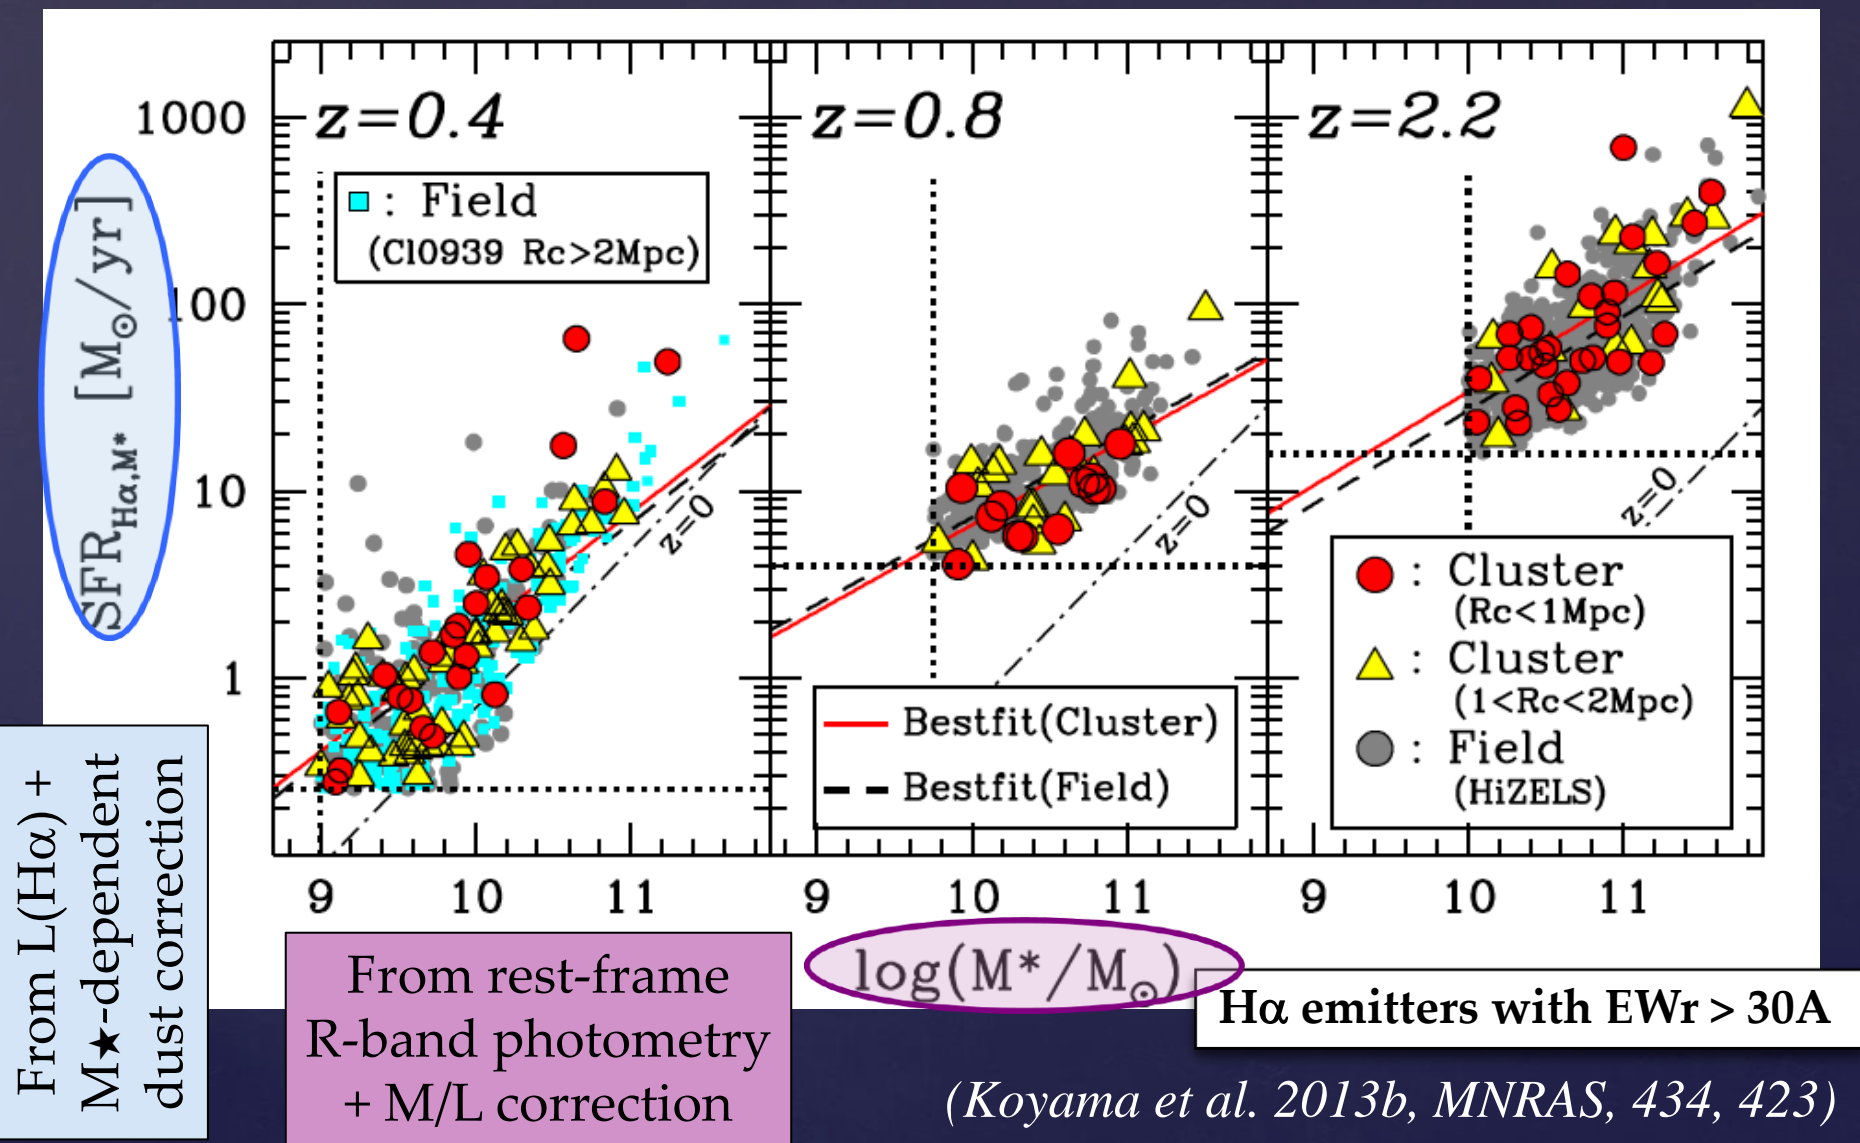 z=0.4
z=0.8
z=2.2
1000
100
10
1
SFRHα,M* [M⊙/yr]
■ : Field
(Cl0939 Rc>2Mpc)
z=0
z=0
z=0
Bestfit(Cluster)
Bestfit(Field)
● : Cluster
(Rc<1Mpc)
▲ : Cluster
(1<Rc<2Mpc)
● : Field
(HiZELS)
9 10 11
9 10 11
9 10 11
log(M*/M⊙)
From L(Hα) +
M★-dependent
dust correction
From rest-frame
R-band photometry
+ M/L correction
Hα emitters with EWr > 30A
(Koyama et al. 2013b, MNRAS, 434, 423)